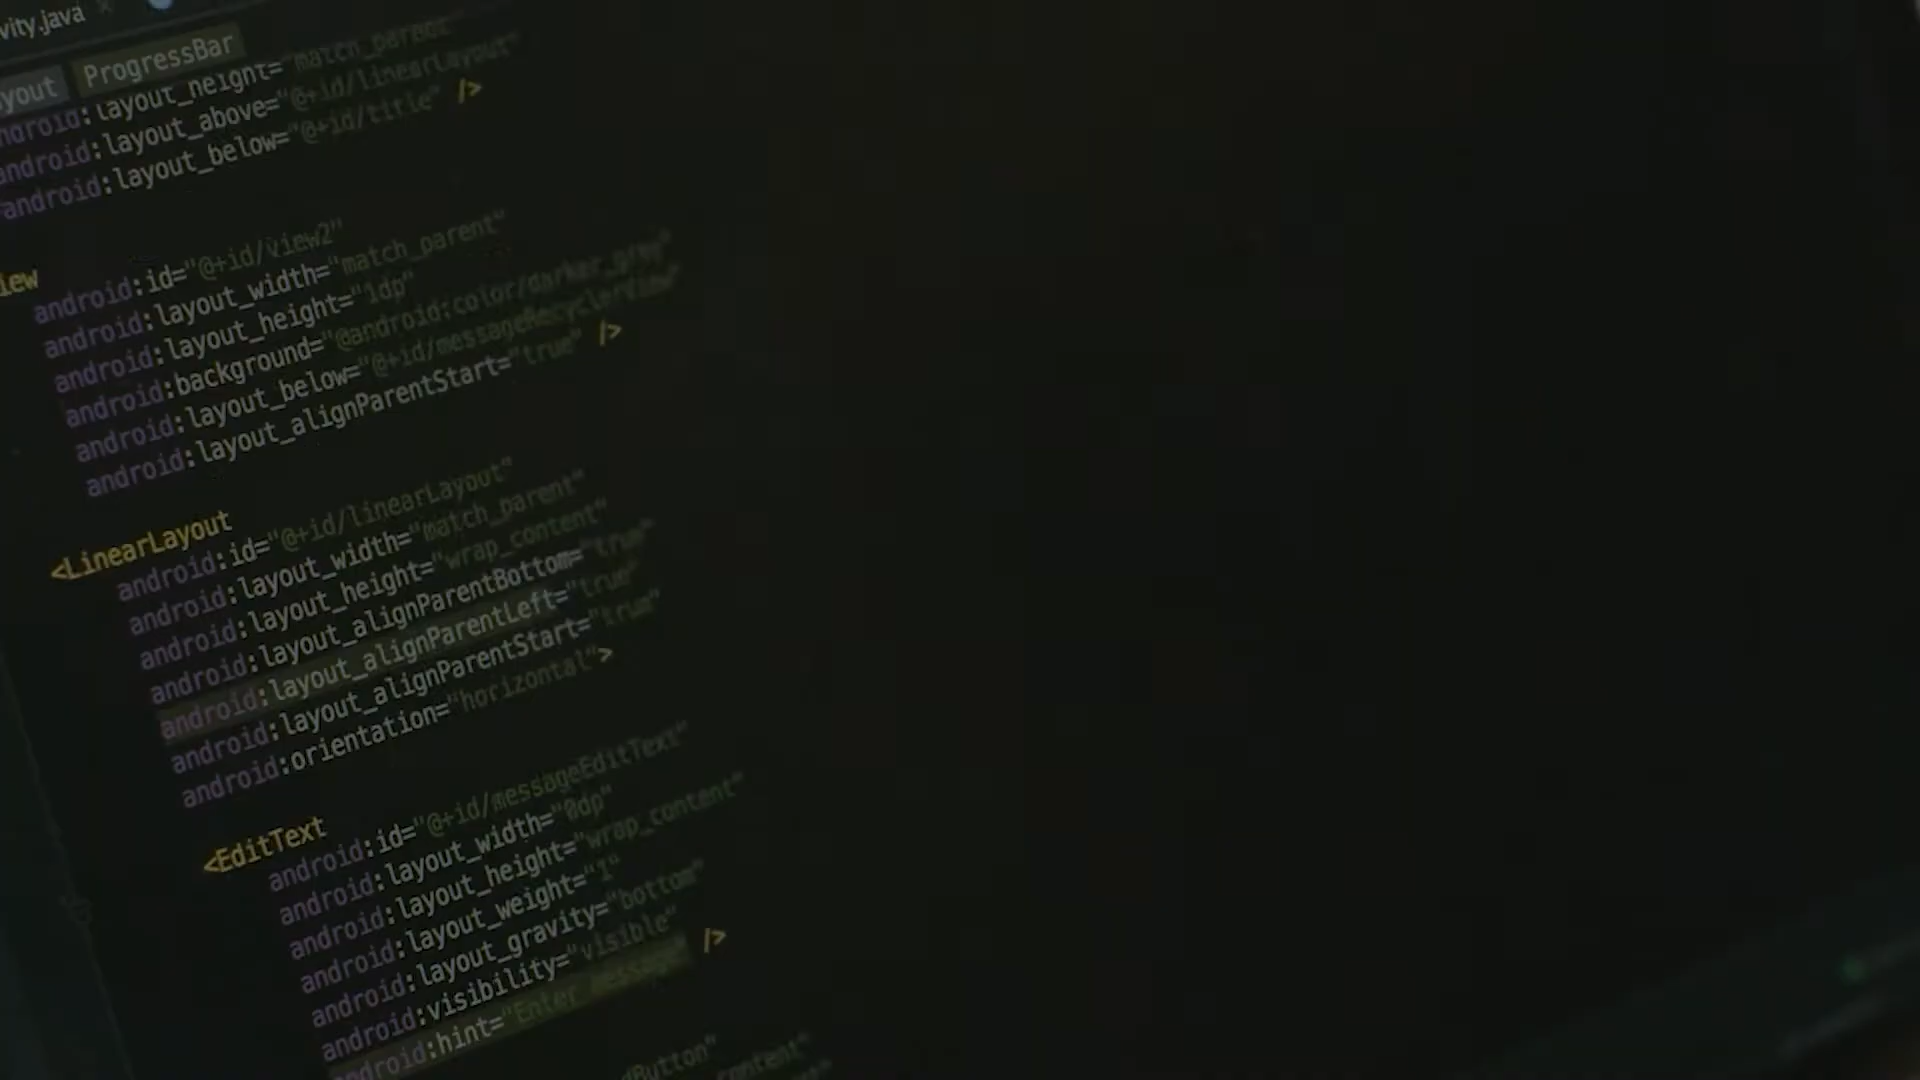 vity.java
yout ProgressBar
android:layout_height="match_parent"
android:layout_above="@+id/linearLayout"
android:layout_below="@+id/title" />
iew
android:id="@+id/view2"
android:layout_width="match_parent"
android:layout_height="1dp"
android:background="@android:color/darker_grey"
android:layout_below="@+id/messageRecyclerView"
android:layout_alignParentStart="true" />
<LinearLayout
android:id="@+id/linearLayout"
android:layout_width="match_parent"
android:layout_height="wrap_content"
android:layout_alignParentBottom="true"
android:layout_alignParentLeft="true"
android:layout_alignParentStart="true"
android:orientation="horizontal">
<EditText
android:id="@+id/messageEditText"
android:layout_width="0dp"
android:layout_height="wrap_content"
android:layout_weight="1"
android:layout_gravity="bottom"
android:visibility="visible"
android:hint="Enter message" />
dButton"
content"